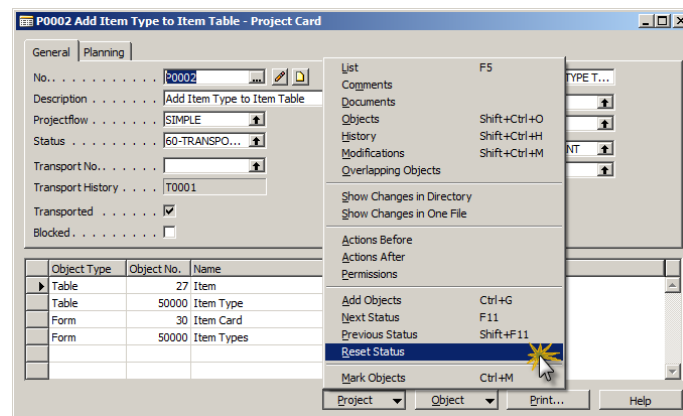 P0002 Add Item Type to Item Table - Project Card
General Planning
No. . . . . . . . . . . . P0002 ...
Description . . . . . . . Add Item Type to Item Table
Projectflow . . . . . . . SIMPLE
Status . . . . . . . . . 60-TRANSPO...
Transport No. . . . . . .
Transport History . . . . T0001
Transported . . . . . .
Blocked. . . . . . . . .
TYPE T...
NT
List F5
Comments
Documents
Objects Shift+Ctrl+O
History Shift+Ctrl+H
Modifications Shift+Ctrl+M
Overlapping Objects
Show Changes in Directory
Show Changes in One File
Actions Before
Actions After
Permissions
Add Objects Ctrl+G
Next Status F11
Previous Status Shift+F11
Reset Status
Mark Objects Ctrl+M
Object Type Object No. Name
Table 27 Item
Table 50000 Item Type
Form 30 Item Card
Form 50000 Item Types
Project Object Print... Help